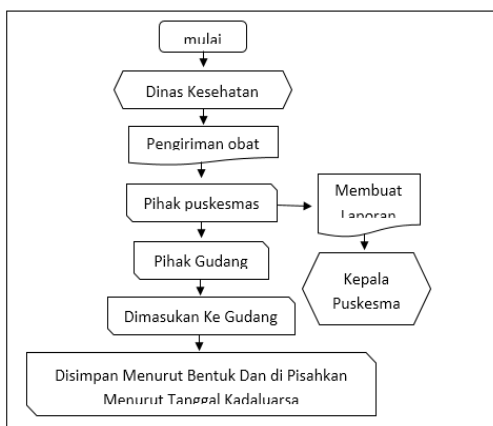 mulai
Dinas Kesehatan
Pengiriman obat
Pihak puskesmas
Membuat
Laporan
Pihak Gudang
Kepala
Puskesma
Dimasukan Ke Gudang
Disimpan Menurut Bentuk Dan di Pisahkan
Menurut Tanggal Kadaluarsa